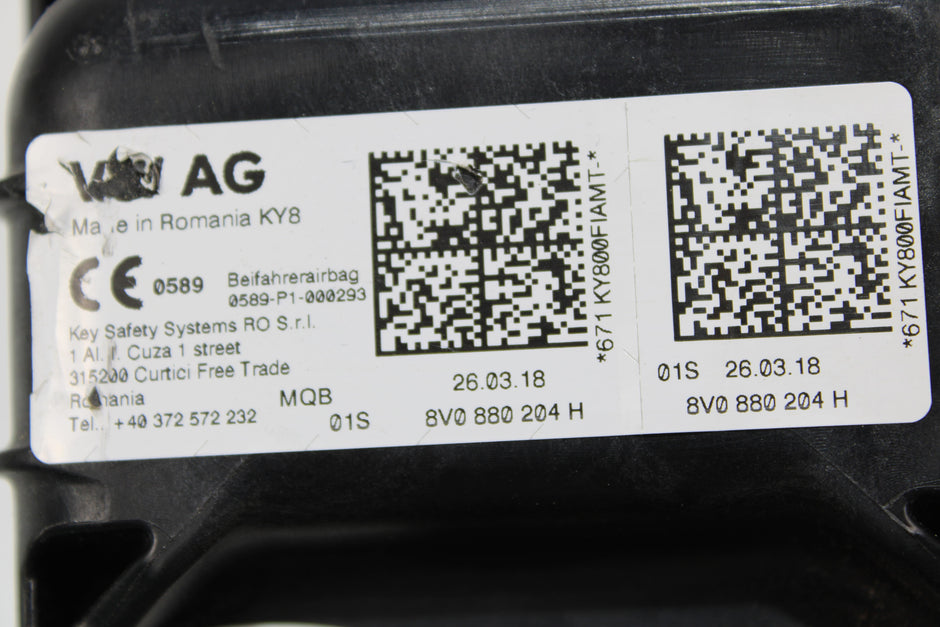 AG
in Romania KY8
CE 0589
Beifahrerairbag
0589-P1-000293
Key Safety Systems RO S.r.l.
1 Al. I. Cuza 1 street
315200 Curtici Free Trade
Tel.: +40 372 572 232
MQB
01S
26.03.18
8V0 880 204 H
*671 KY800FIAMT-*
01S 26.03.18
8V0 880 204 H
*671 KY800FIAMT-*